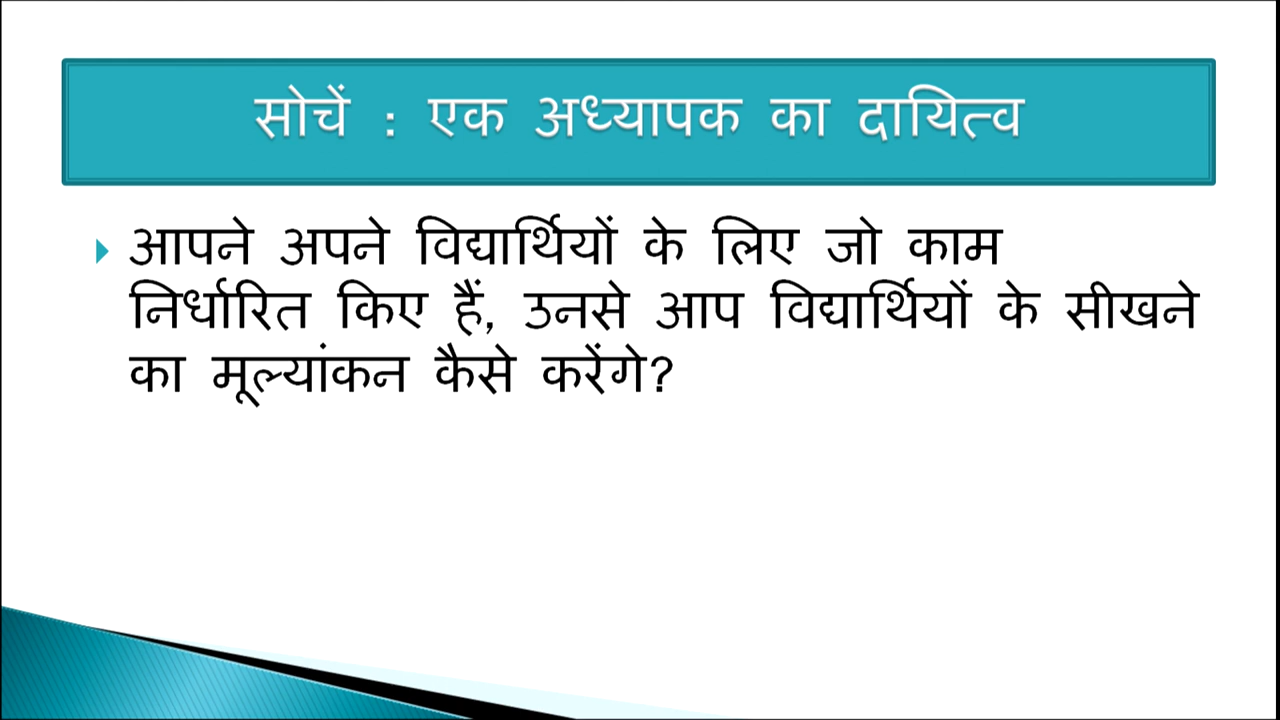 सोचें : एक अध्यापक का दायित्व
आपने अपने विद्यार्थियों के लिए जो काम
निर्धारित किए हैं, उनसे आप विद्यार्थियों के सीखने
का मूल्यांकन कैसे करेंगे?